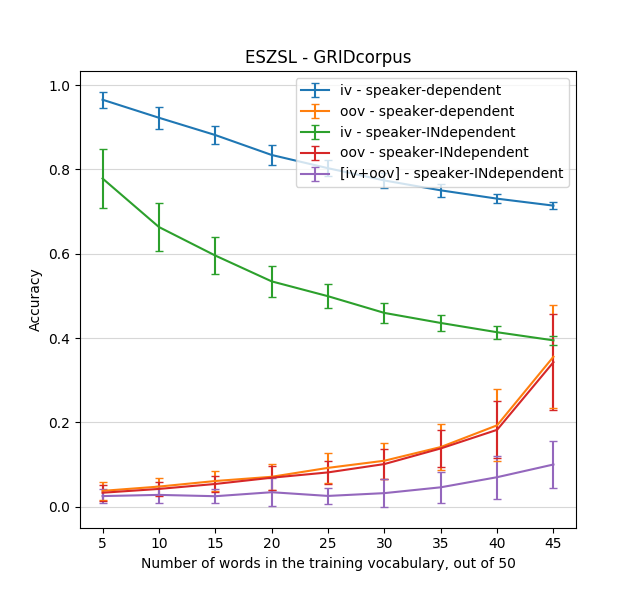 ESZSL - GRIDcorpus
1.0
0.8
0.6
0.4
0.2
0.0
Accuracy
iv - speaker-dependent
oov - speaker-dependent
iv - speaker-INdependent
oov - speaker-INdependent
[iv+oov] - speaker-INdependent
5 10 15 20 25 30 35 40 45
Number of words in the training vocabulary, out of 50